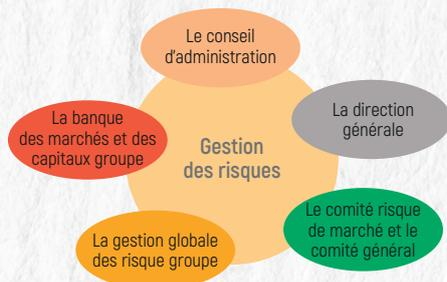 Le conseil
d'administration
La direction
générale
Le comité risque
de marché et le
comité général
La gestion globale
des risque groupe
La banque
des marchés et des
capitaux groupe
Gestion
des risques